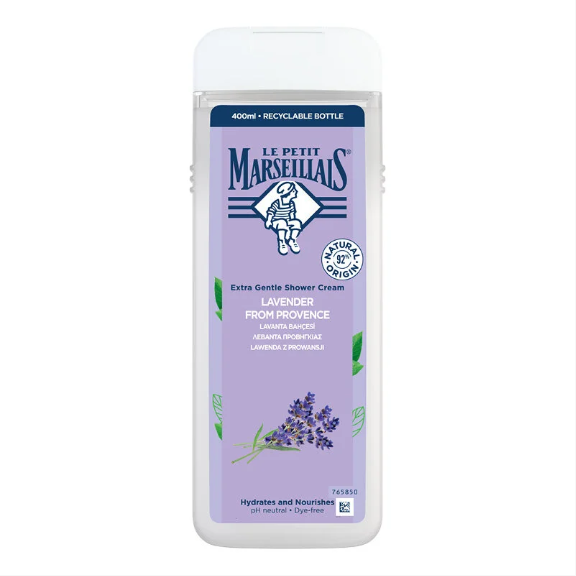 400ml • RECYCLABLE BOTTLE
LE PETIT
MARSEILLAIS®
NATURAL
92%
ORIGIN
Extra Gentle Shower Cream
LAVENDER
FROM PROVENCE
LAVANTA BAHÇESİ
ΛΕΒΑΝΤΑ ΠΡΟΒΗΓΚΙΑΣ
LAWENDA Z PROWANSJI
765850
Hydrates and Nourishes
pH neutral • Dye-free